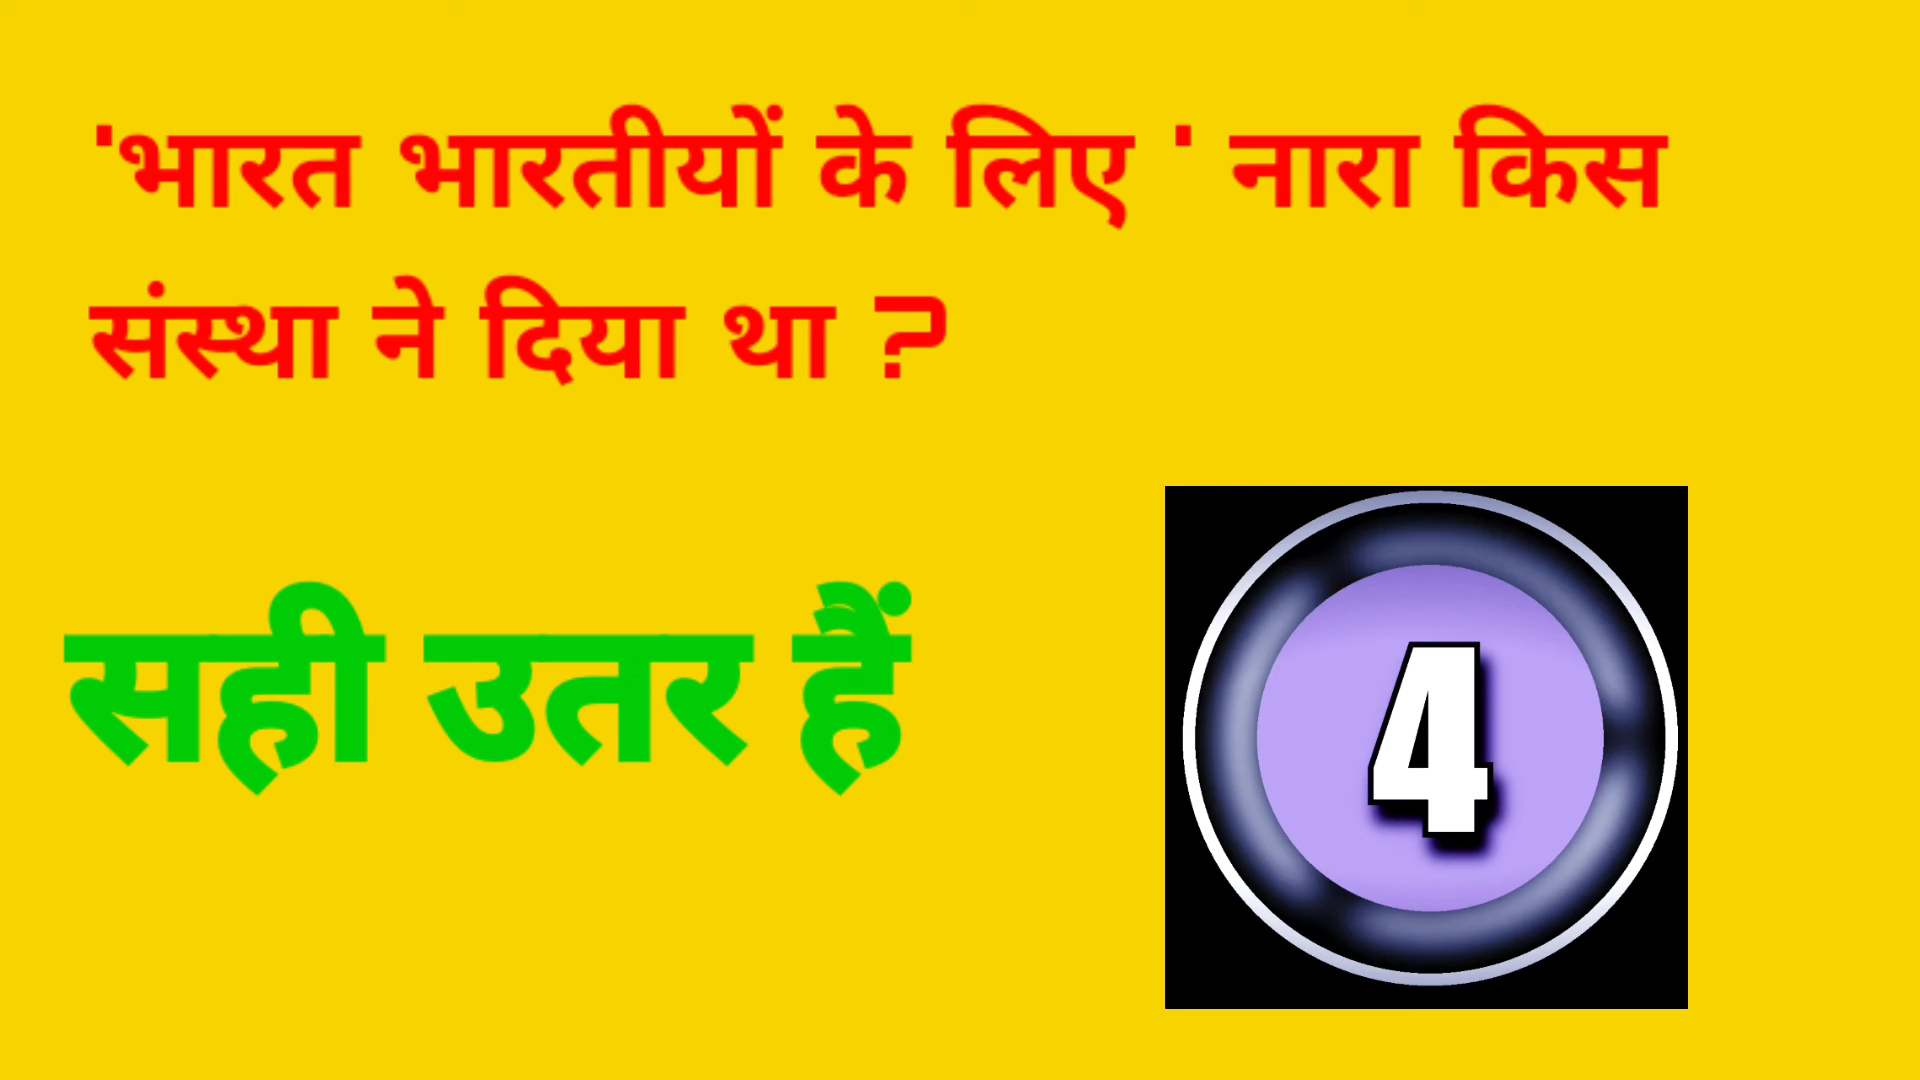 'भारत भारतीयों के लिए ' नारा किस
संस्था ने दिया था ?
सही उतर हैं
4